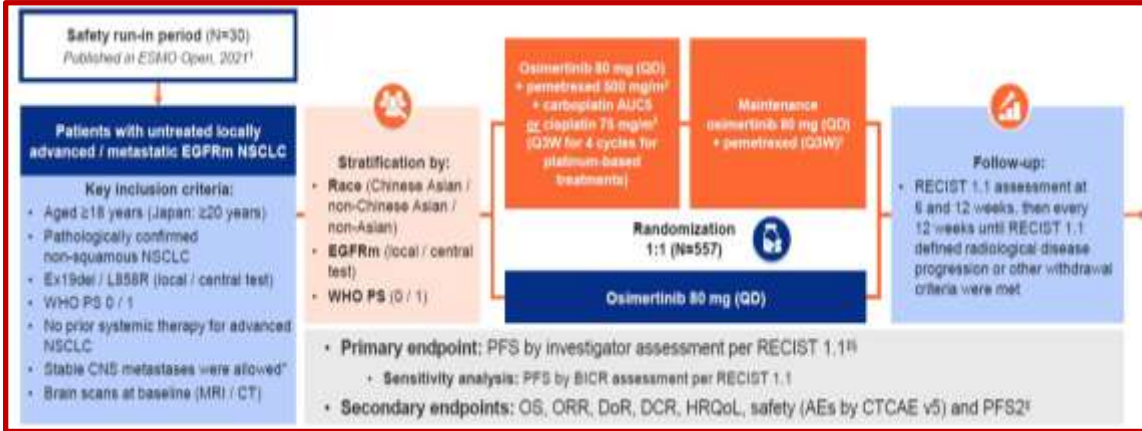 Safety run-in period (N=30)
Published in ESMO Open, 2021¹
Patients with untreated locally
advanced / metastatic EGFRm NSCLC
Key inclusion criteria:
• Aged ≥18 years (Japan: ≥20 years)
• Pathologically confirmed
non-squamous NSCLC
• Ex19del / L858R (local / central test)
• WHO PS 0 / 1
• No prior systemic therapy for advanced
NSCLC
• Stable CNS metastases were allowed*
• Brain scans at baseline (MRI / CT)
Stratification by:
• Race (Chinese Asian /
non-Chinese Asian /
non-Asian)
• EGFRm (local / central
test)
• WHO PS (0 / 1)
Osimertinib 80 mg (QD)
+ pemetrexed 500 mg/m²
+ carboplatin AUC5
or cisplatin 75 mg/m²
(Q3W for 4 cycles for
platinum-based
treatments)
Maintenance
osimertinib 80 mg (QD)
+ pemetrexed (Q3W)
Randomization
1:1 (N=557)
Osimertinib 80 mg (QD)
Follow-up:
• RECIST 1.1 assessment at
6 and 12 weeks, then every
12 weeks until RECIST 1.1
defined radiological disease
progression or other withdrawal
criteria were met
• Primary endpoint: PFS by investigator assessment per RECIST 1.1
• Sensitivity analysis: PFS by BICR assessment per RECIST 1.1
• Secondary endpoints: OS, ORR, DoR, DCR, HRQoL, safety (AEs by CTCAE v5) and PFS2